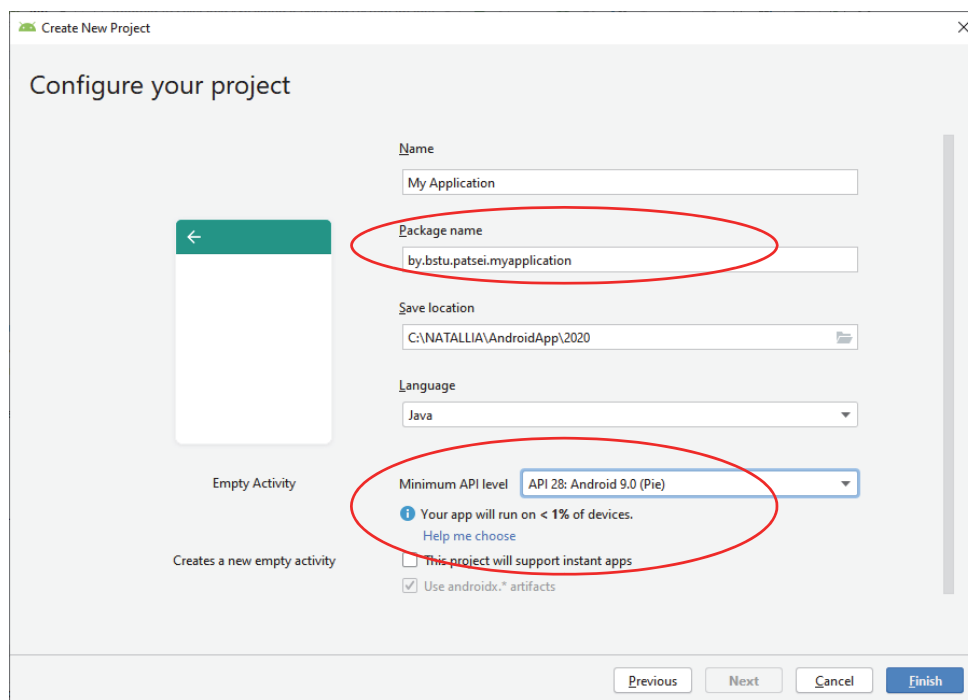 Create New Project
Configure your project
Name
My Application
Package name
by.bstu.patsei.myapplication
Save location
C:\NATALLIA\AndroidApp\2020
Language
Java
Empty Activity
Minimum API level
API 28: Android 9.0 (Pie)
Your app will run on < 1% of devices.
Help me choose
Creates a new empty activity
This project will support instant apps
Use androidx.* artifacts
Previous
Next
Cancel
Finish